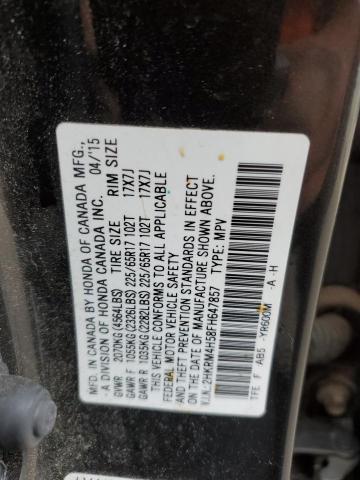 MADE IN CANADA BY HONDA OF CANADA MFG.,
- A DIVISION OF HONDA CANADA INC. 04/'15
TIRE SIZE RIM SIZE
GVWR 2070KG (4564LBS)
GAWR F 1055KG (2326LBS) 225/65R17 102T 17X7J
GAWR R 1035KG (2282LBS) 225/65R17 102T 17X7J
THIS VEHICLE CONFORMS TO ALL APPLICABLE
FEDERAL MOTOR VEHICLE SAFETY
AND THEFT PREVENTION STANDARDS IN EFFECT
ON THE DATE OF MANUFACTURE SHOWN ABOVE.
V.I.N.: 2HKRM4H58FH647857 TYPE: MPV
TFE F AB5 -YR600M -A -H